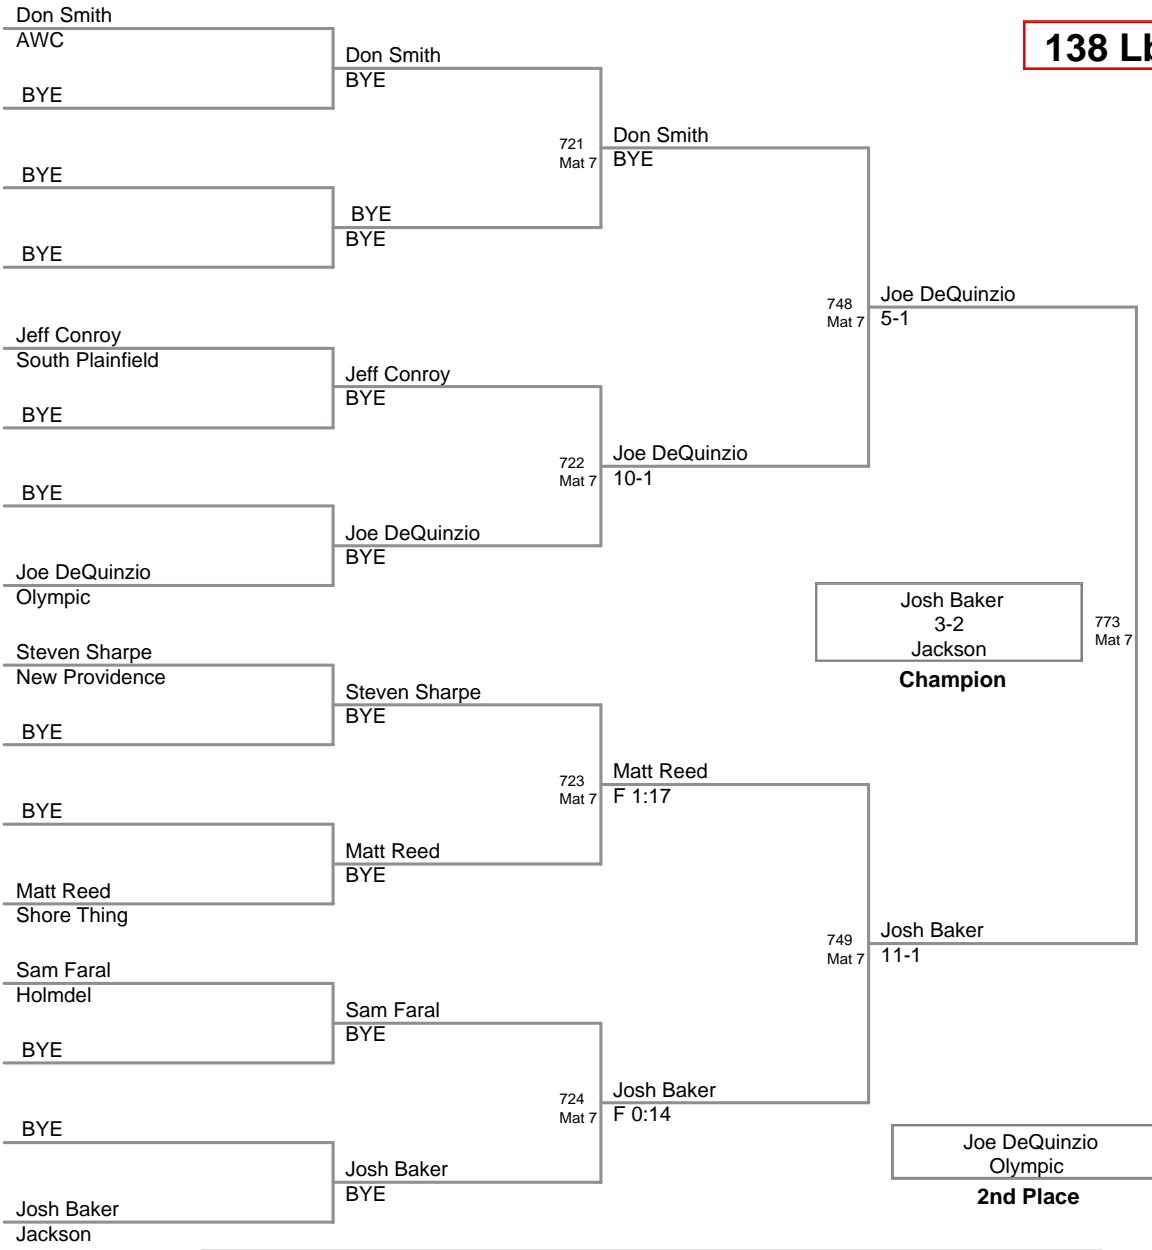 Don Smith
AWC
138 Lb
Don Smith
BYE
BYE
721
Mat 7
Don Smith
BYE
BYE
BYE
BYE
BYE
748
Mat 7
Joe DeQuinzio
5-1
Jeff Conroy
South Plainfield
Jeff Conroy
BYE
BYE
722
Mat 7
Joe DeQuinzio
10-1
BYE
Joe DeQuinzio
BYE
Joe DeQuinzio
Olympic
Josh Baker
3-2
Jackson
Champion
773
Mat 7
Steven Sharpe
New Providence
Steven Sharpe
BYE
BYE
723
Mat 7
Matt Reed
F 1:17
BYE
Matt Reed
BYE
Matt Reed
Shore Thing
749
Mat 7
Josh Baker
11-1
Sam Faral
Holmdel
Sam Faral
BYE
BYE
724
Mat 7
Josh Baker
F 0:14
BYE
Josh Baker
BYE
Josh Baker
Jackson
Joe DeQuinzio
Olympic
2nd Place